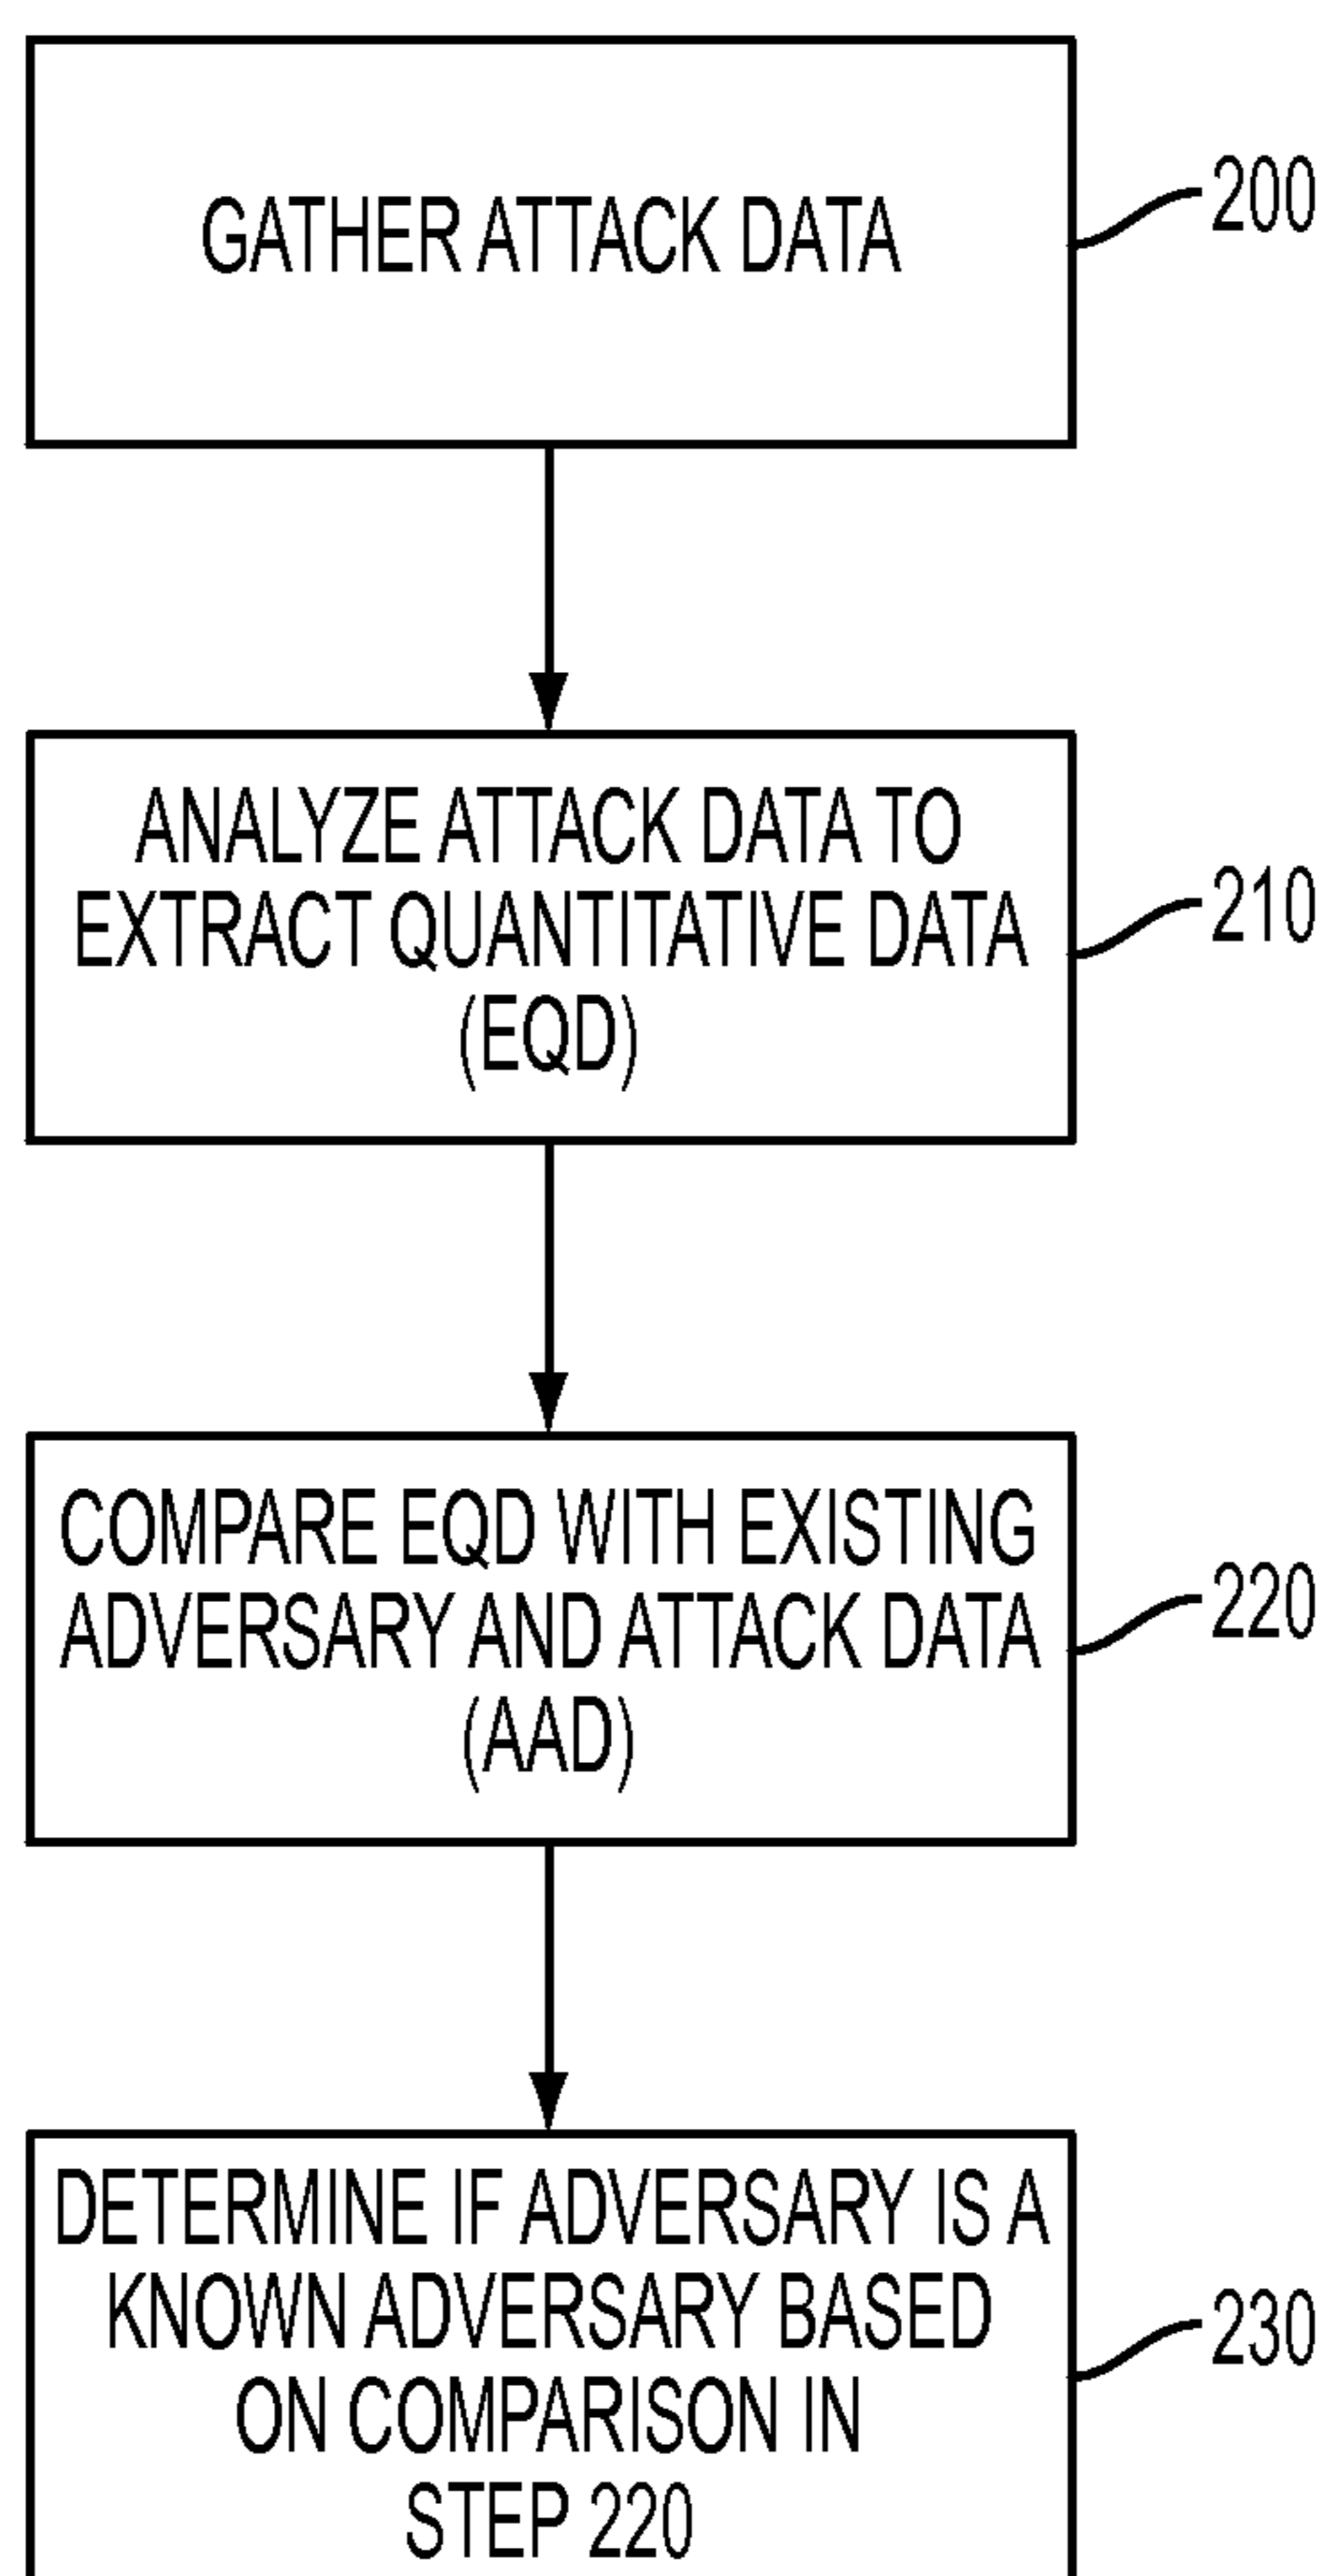 GATHER ATTACK DATA
200
ANALYZE ATTACK DATA TO
EXTRACT QUANTITATIVE DATA
(EQD)
210
COMPARE EQD WITH EXISTING
ADVERSARY AND ATTACK DATA
(AAD)
220
DETERMINE IF ADVERSARY IS A
KNOWN ADVERSARY BASED
ON COMPARISON IN
STEP 220
230